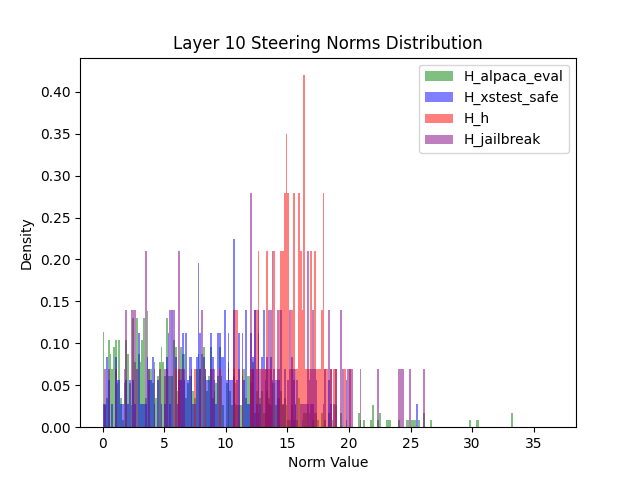 Layer 10 Steering Norms Distribution
H_alpaca_eval
H_xstest_safe
H_h
H_jailbreak
0.40
0.35
0.30
0.25
0.20
0.15
0.10
0.05
0.00
Density
0 5 10 15 20 25 30 35
Norm Value